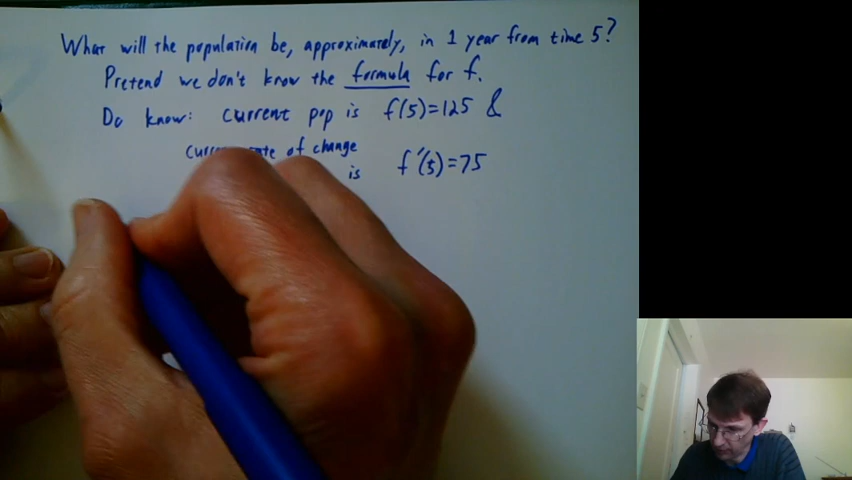 What will the population be, approximately, in 1 year from time 5?
Pretend we don't know the formula for f.
Do know: current pop is f(5)=125 &
of change
is f'(5)=75